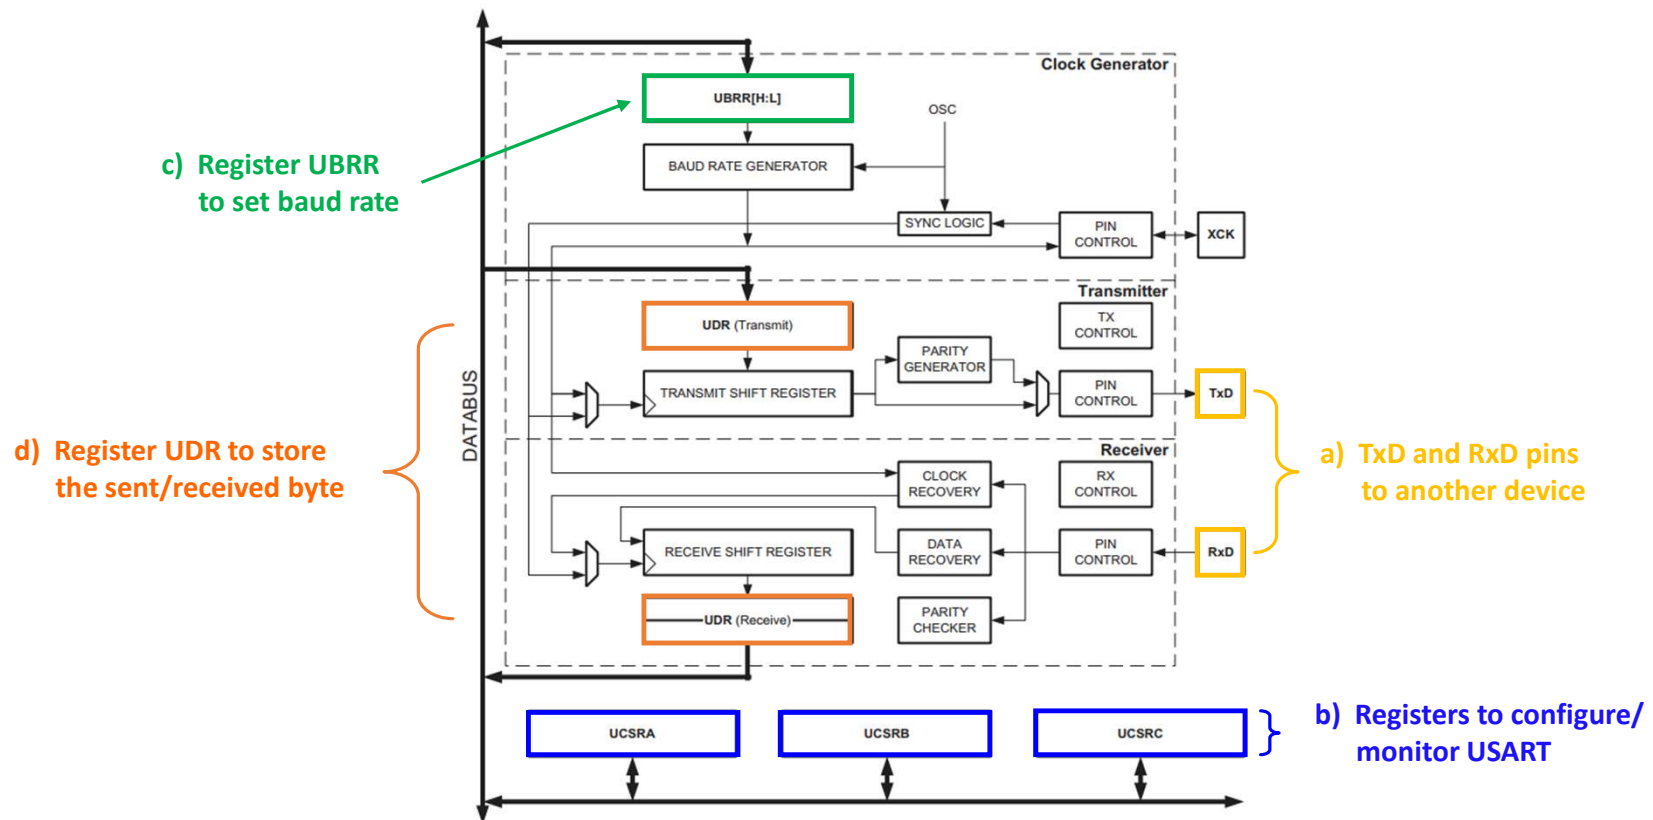 Clock Generator
UBRR[H:L]
OSC
c) Register UBRR
to set baud rate
BAUD RATE GENERATOR
SYNC LOGIC
PIN
CONTROL
XCK
Transmitter
UDR (Transmit)
TX
CONTROL
PARITY
GENERATOR
TRANSMIT SHIFT REGISTER
PIN
CONTROL
TxD
DATABUS
d) Register UDR to store
the sent/received byte
Receiver
a) TxD and RxD pins
to another device
CLOCK
RECOVERY
RX
CONTROL
RECEIVE SHIFT REGISTER
DATA
RECOVERY
PIN
CONTROL
RxD
UDR (Receive)
PARITY
CHECKER
UCSRA
UCSRB
UCSRC
b) Registers to configure/
monitor USART